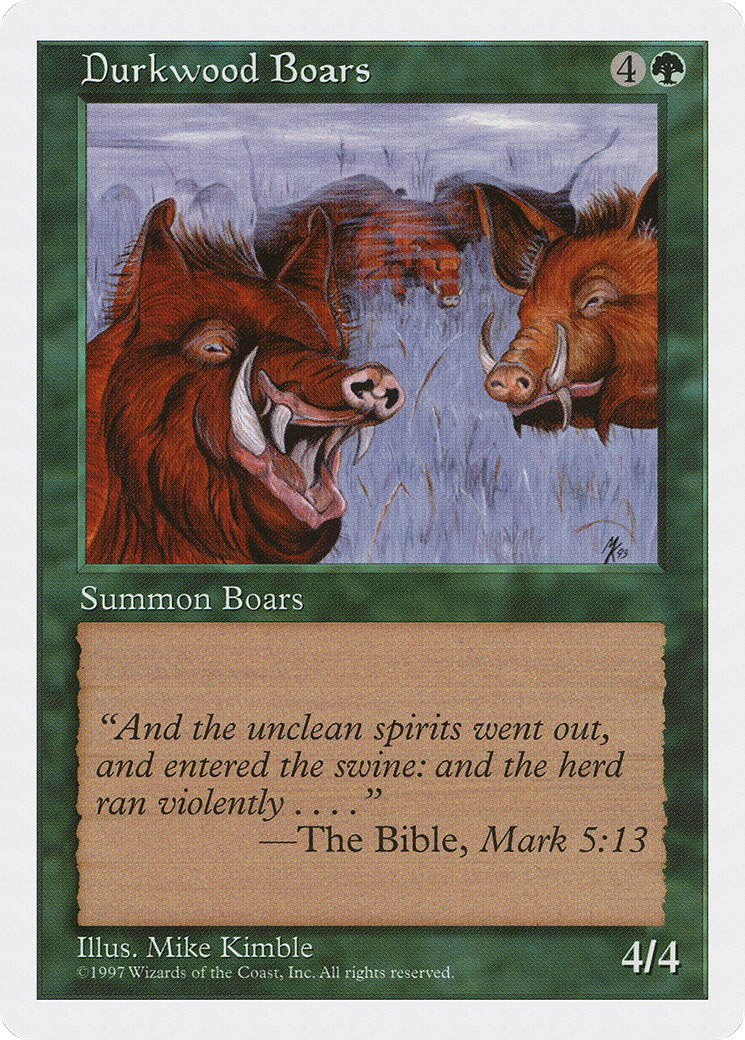 Durkwood Boars 4
MK 93
Summon Boars
“And the unclean spirits went out,
and entered the swine: and the herd
ran violently . . . .”
—The Bible, Mark 5:13
Illus. Mike Kimble
©1997 Wizards of the Coast, Inc. All rights reserved.
4/4